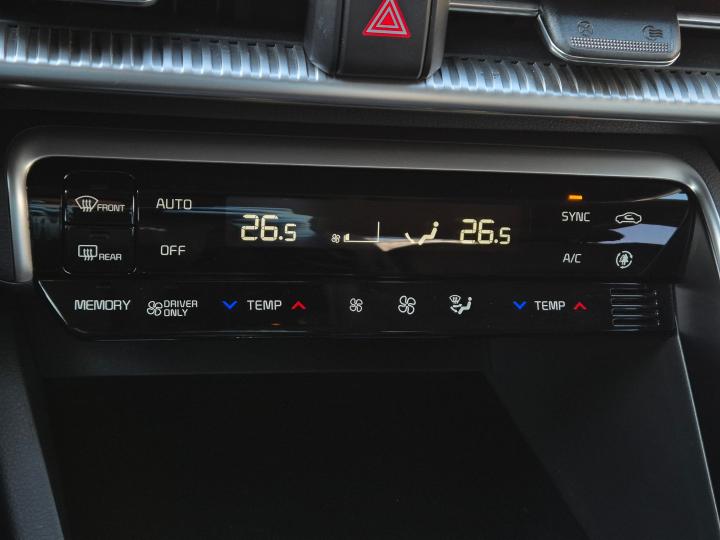 FRONT
AUTO
26.5
26.5
SYNC
REAR
OFF
A/C
MEMORY
DRIVER
ONLY
TEMP
TEMP